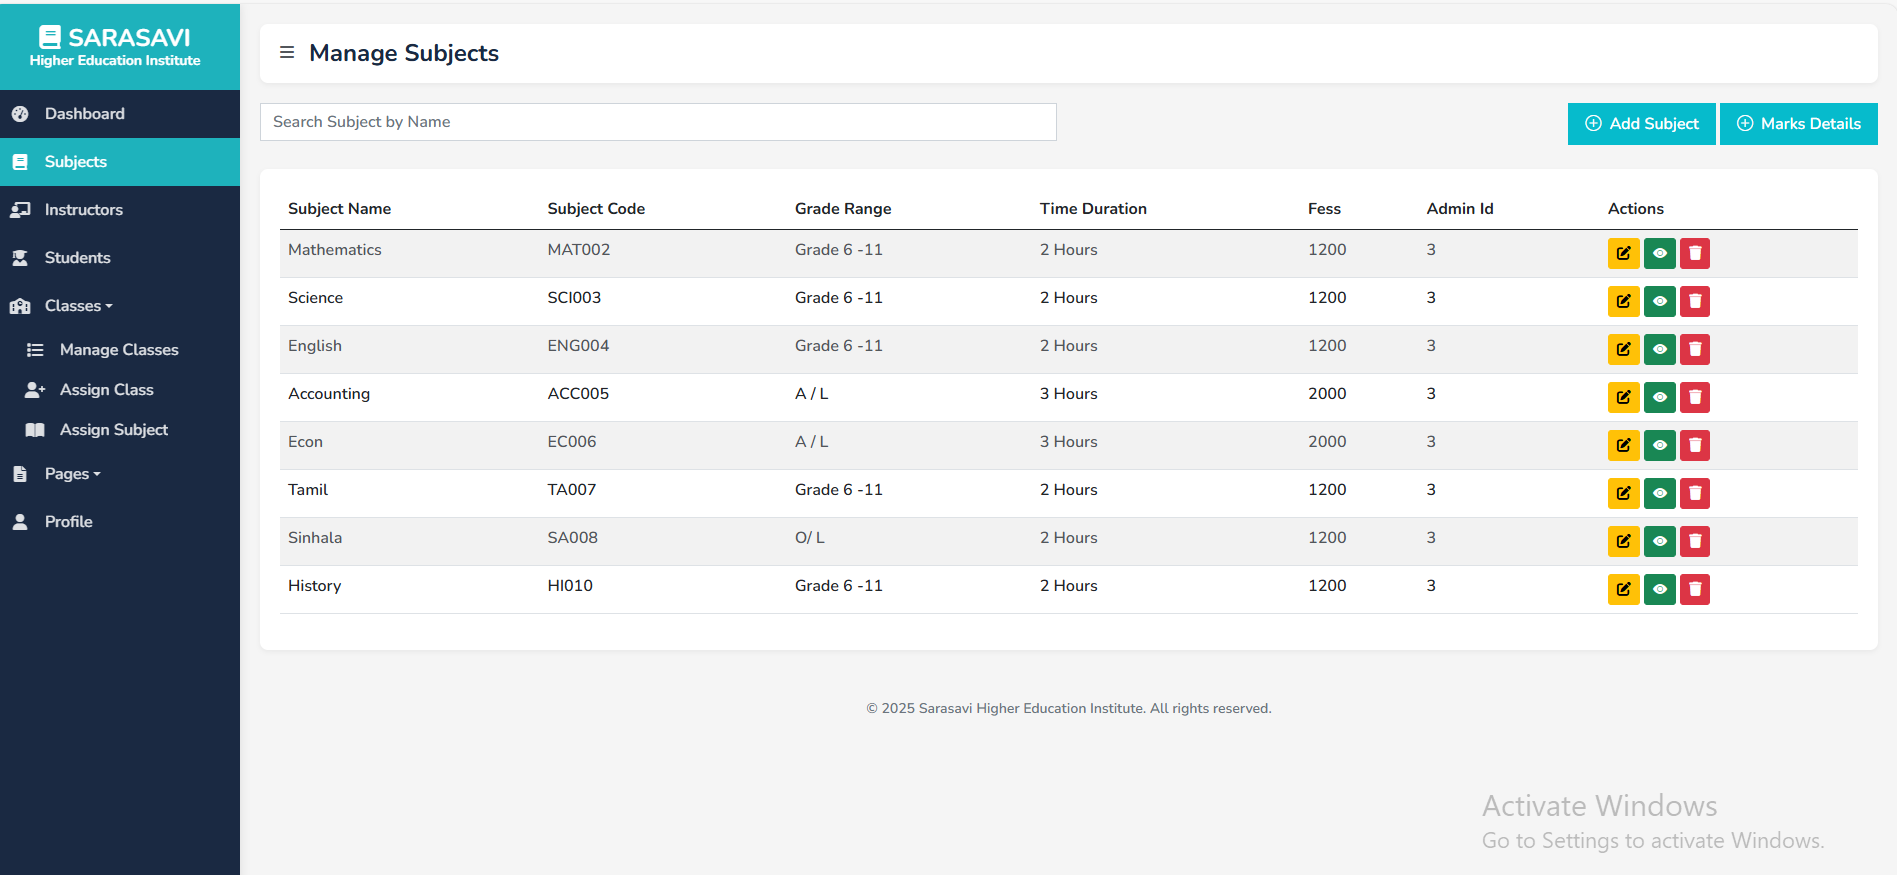 SARASAVI
Higher Education Institute
Dashboard
Subjects
Instructors
Students
Classes
Manage Classes
Assign Class
Assign Subject
Pages
Profile
Manage Subjects
Search Subject by Name
Add Subject Marks Details
Subject Name Subject Code Grade Range Time Duration Fess Admin Id Actions
Mathematics MAT002 Grade 6 -11 2 Hours 1200 3
Science SCI003 Grade 6 -11 2 Hours 1200 3
English ENG004 Grade 6 -11 2 Hours 1200 3
Accounting ACC005 A / L 3 Hours 2000 3
Econ EC006 A / L 3 Hours 2000 3
Tamil TA007 Grade 6 -11 2 Hours 1200 3
Sinhala SA008 O/ L 2 Hours 1200 3
History HI010 Grade 6 -11 2 Hours 1200 3
© 2025 Sarasavi Higher Education Institute. All rights reserved.
Activate Windows
Go to Settings to activate Windows.